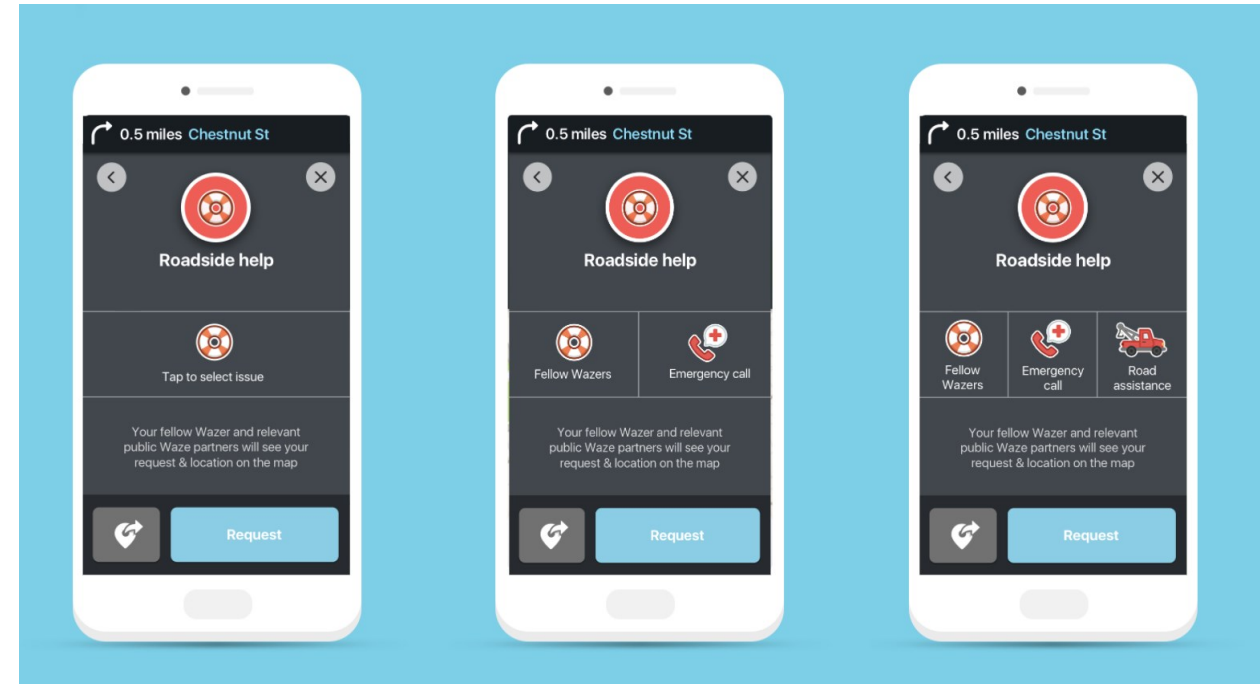 0.5 miles Chestnut St
Roadside help
Tap to select issue
Your fellow Wazer and relevant
public Waze partners will see your
request & location on the map
Request
0.5 miles Chestnut St
Roadside help
Fellow Wazers
Emergency call
Your fellow Wazer and relevant
public Waze partners will see your
request & location on the map
Request
0.5 miles Chestnut St
Roadside help
Fellow
Wazers
Emergency
call
Road
assistance
Your fellow Wazer and relevant
public Waze partners will see your
request & location on the map
Request